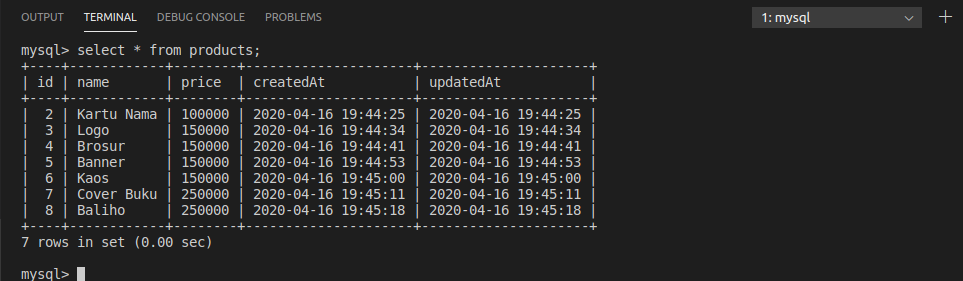 OUTPUT TERMINAL DEBUG CONSOLE PROBLEMS 1: mysql
mysql> select * from products;
+----+------------+--------+---------------------+---------------------+
| id | name       | price  | createdAt           | updatedAt           |
+----+------------+--------+---------------------+---------------------+
|  2 | Kartu Nama | 100000 | 2020-04-16 19:44:25 | 2020-04-16 19:44:25 |
|  3 | Logo       | 150000 | 2020-04-16 19:44:34 | 2020-04-16 19:44:34 |
|  4 | Brosur     | 150000 | 2020-04-16 19:44:41 | 2020-04-16 19:44:41 |
|  5 | Banner     | 150000 | 2020-04-16 19:44:53 | 2020-04-16 19:44:53 |
|  6 | Kaos       | 150000 | 2020-04-16 19:45:00 | 2020-04-16 19:45:00 |
|  7 | Cover Buku | 250000 | 2020-04-16 19:45:11 | 2020-04-16 19:45:11 |
|  8 | Baliho     | 250000 | 2020-04-16 19:45:18 | 2020-04-16 19:45:18 |
+----+------------+--------+---------------------+---------------------+
7 rows in set (0.00 sec)
mysql>